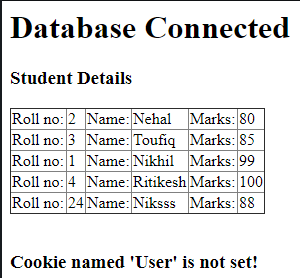 Database Connected
Student Details
Roll no: 2 Name: Nehal Marks: 80
Roll no: 3 Name: Toufiq Marks: 85
Roll no: 1 Name: Nikhil Marks: 99
Roll no: 4 Name: Ritikesh Marks: 100
Roll no: 24 Name: Niksss Marks: 88
Cookie named 'User' is not set!